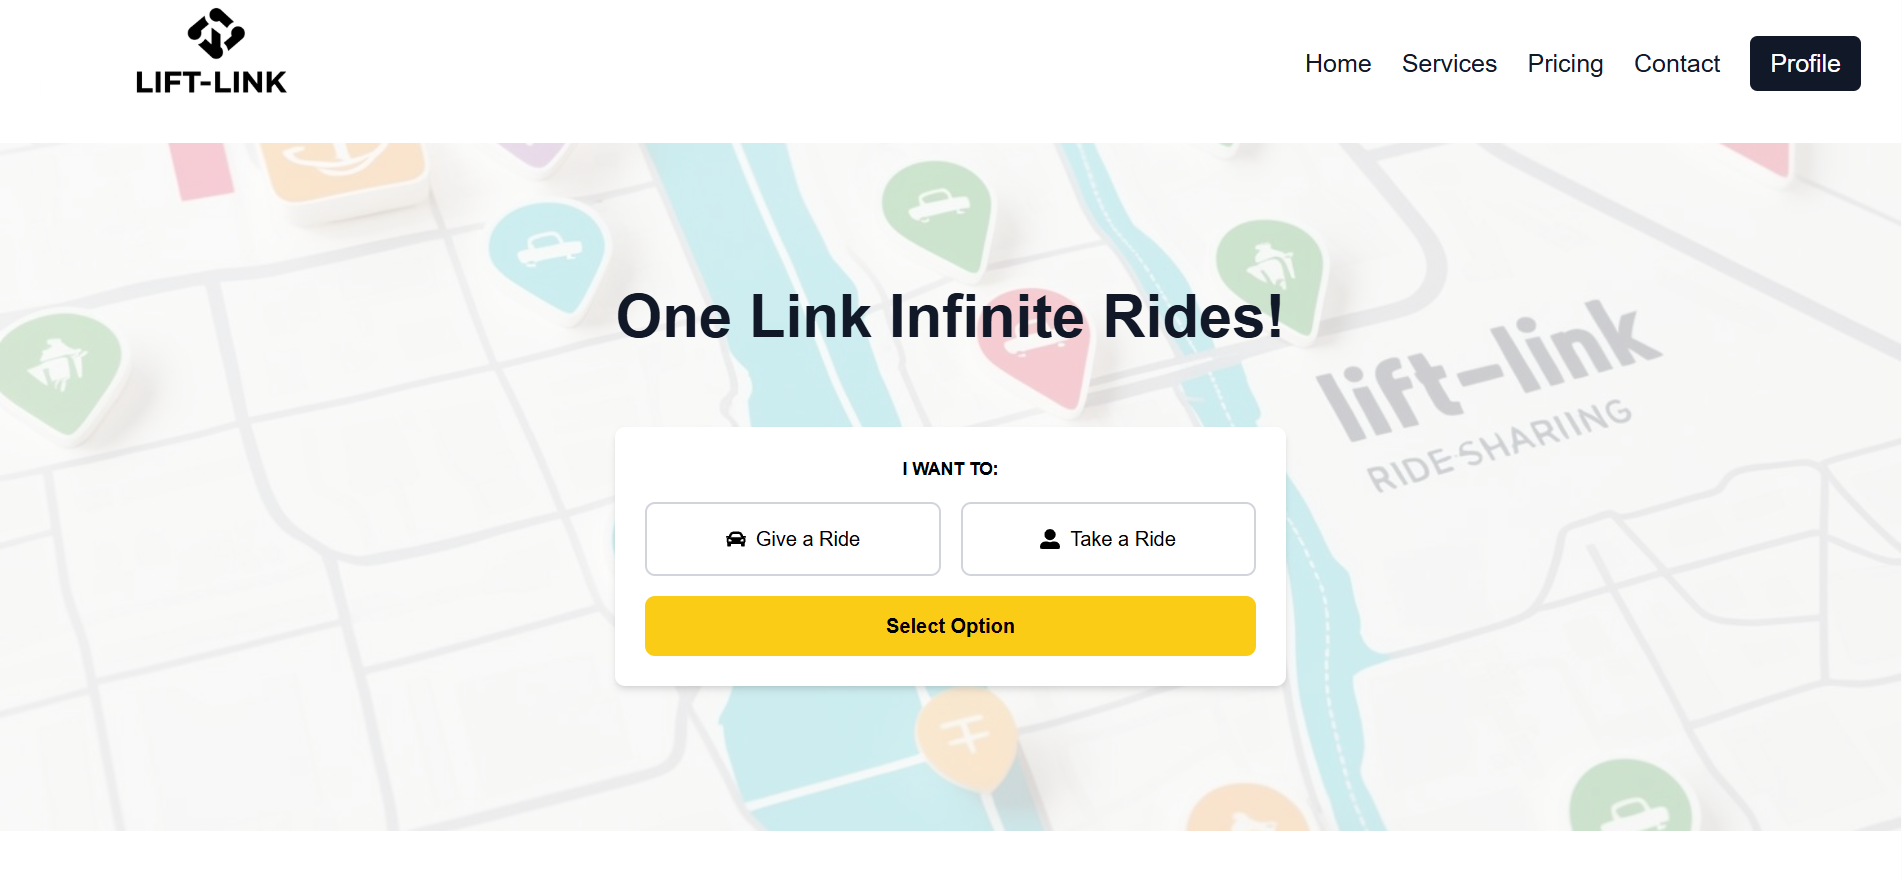 LIFT-LINK
Home Services Pricing Contact Profile
One Link Infinite Rides!
lift-link
RIDE-SHARIING
I WANT TO:
Give a Ride
Take a Ride
Select Option